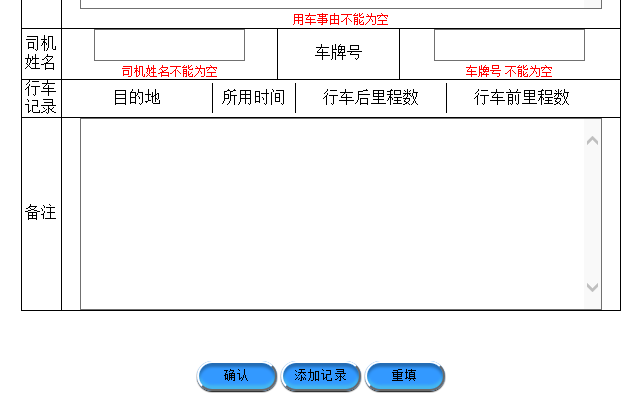 用车事由不能为空
司机
姓名
车牌号
司机姓名不能为空
车牌号 不能为空
行车
记录
目的地
所用时间
行车后里程数
行车前里程数
备注
确认
添加记录
重填